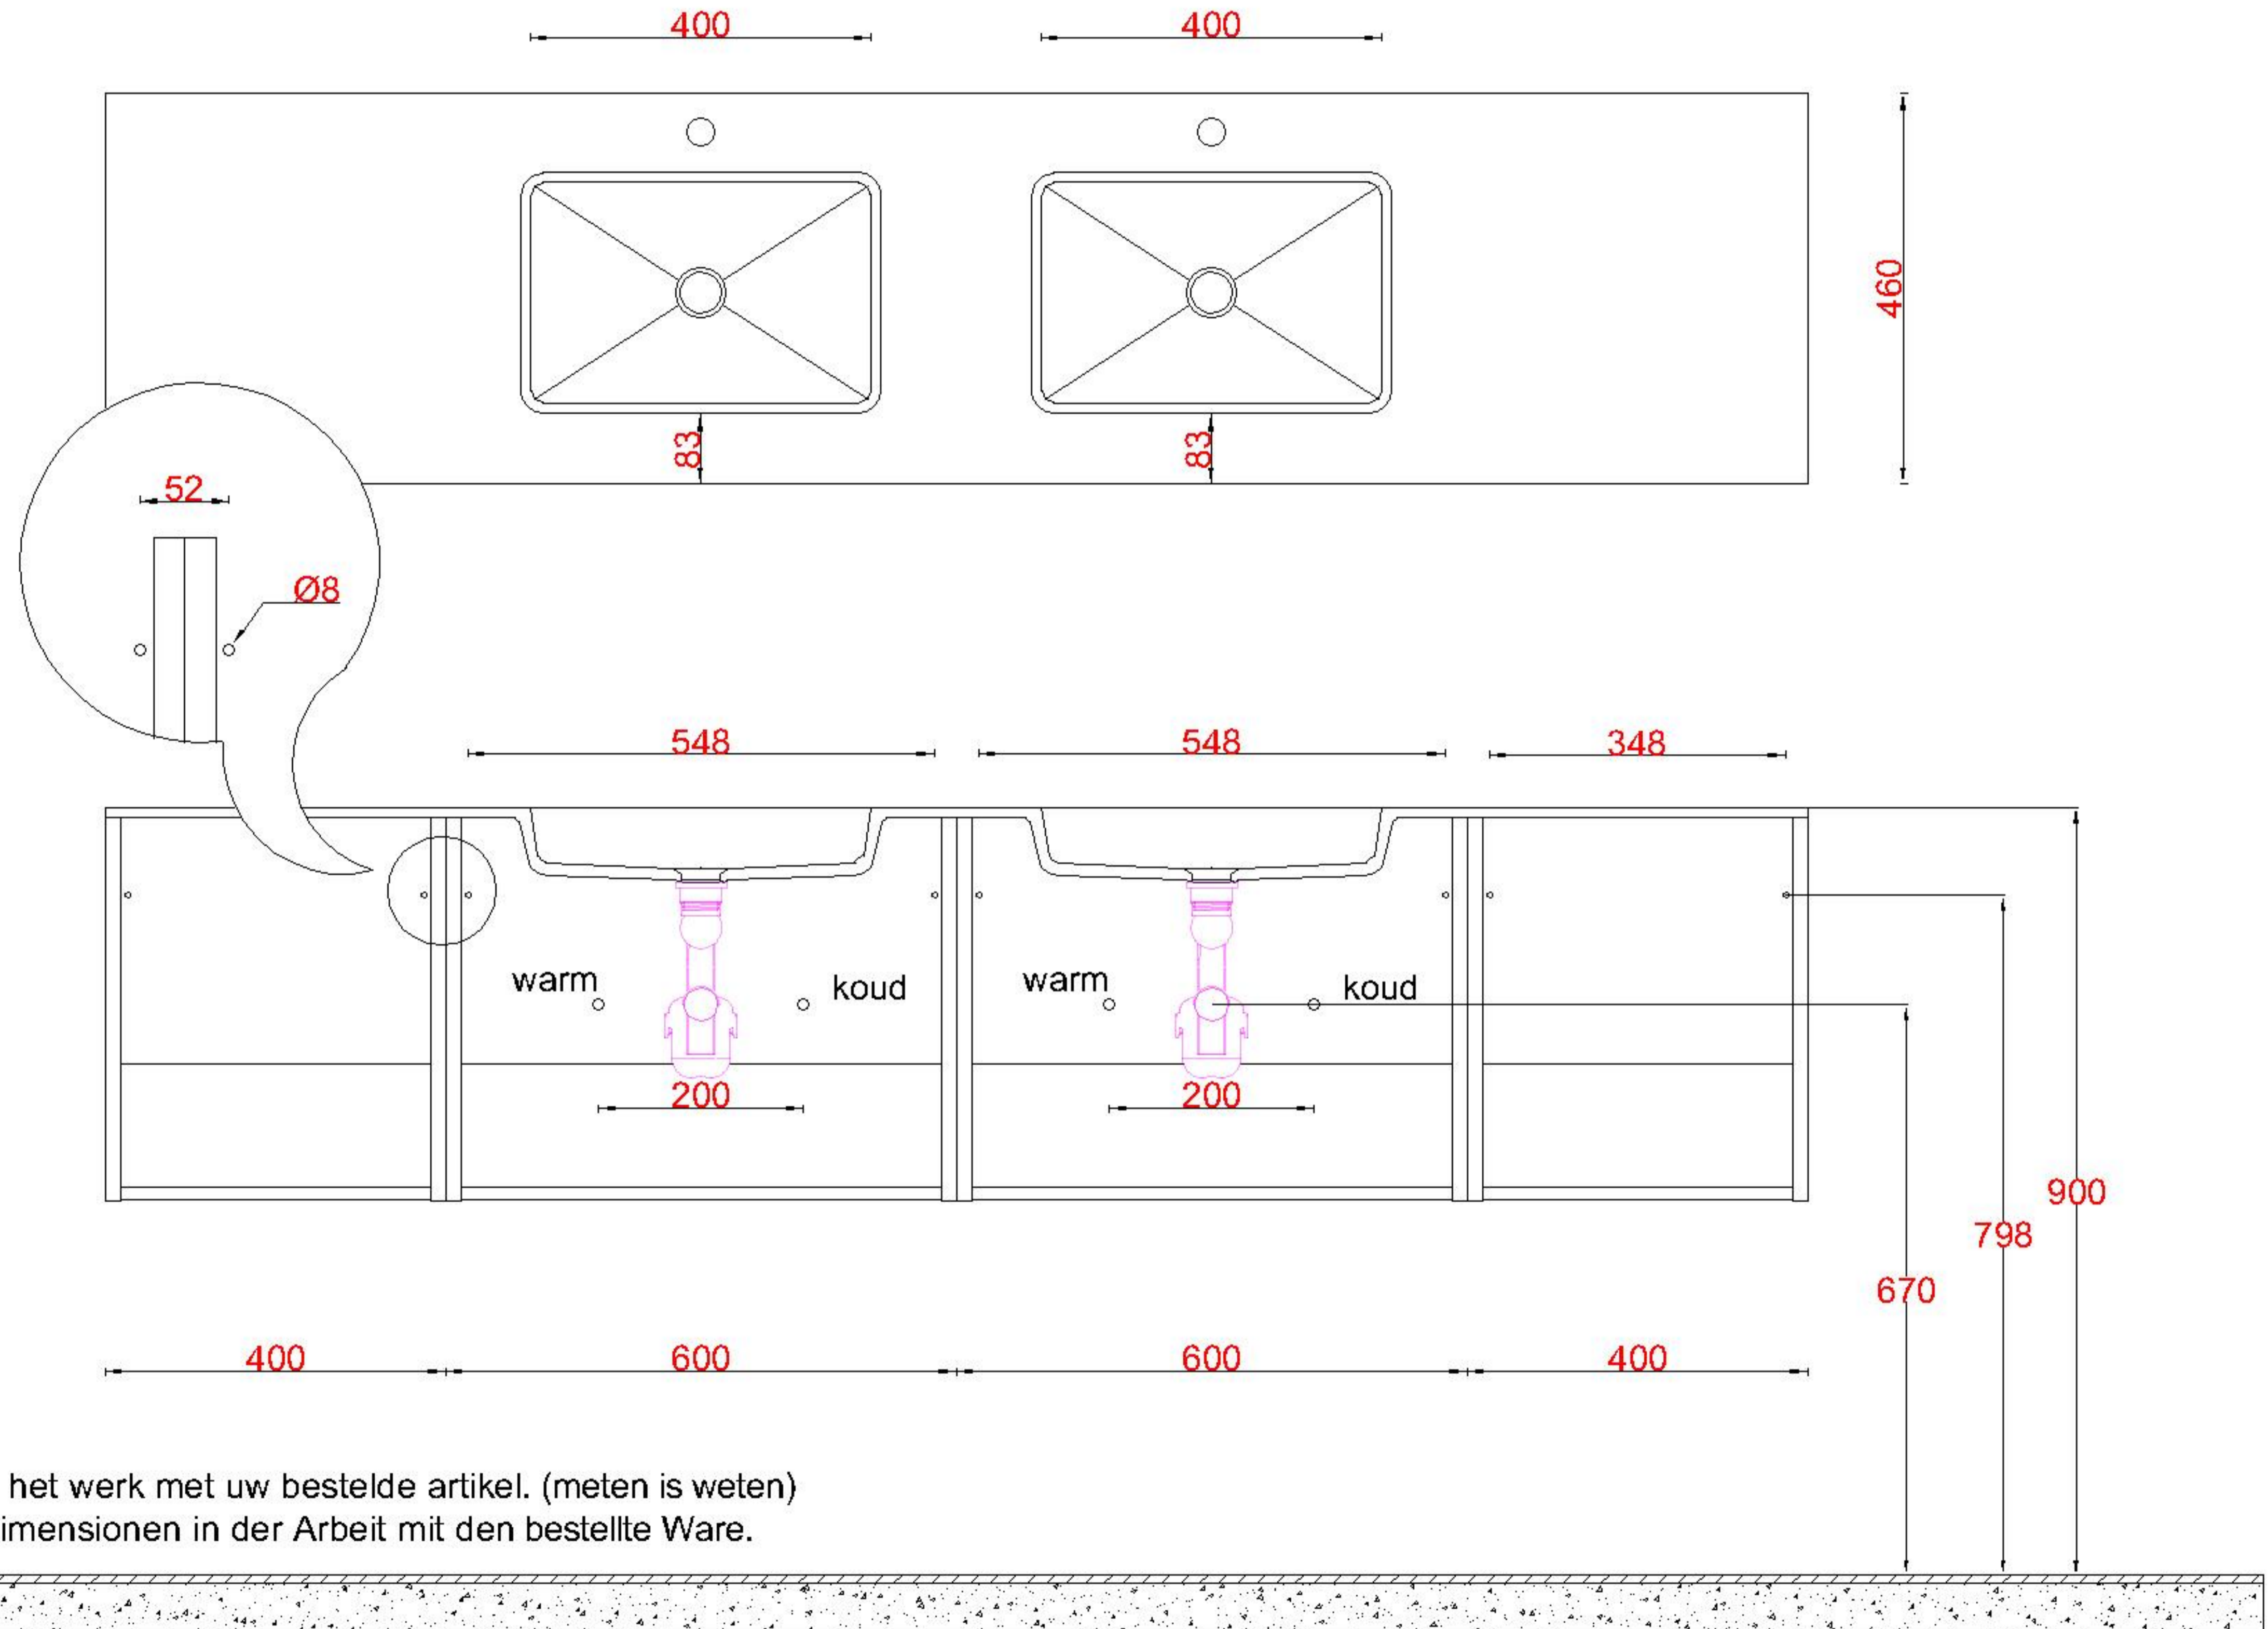 400 400
460
83 83
52
Ø8
548 548 348
warm koud warm koud
200 200
900
798
670
400 600 600 400
het werk met uw bestelde artikel. (meten is weten)
imensionen in der Arbeit mit den bestellte Ware.